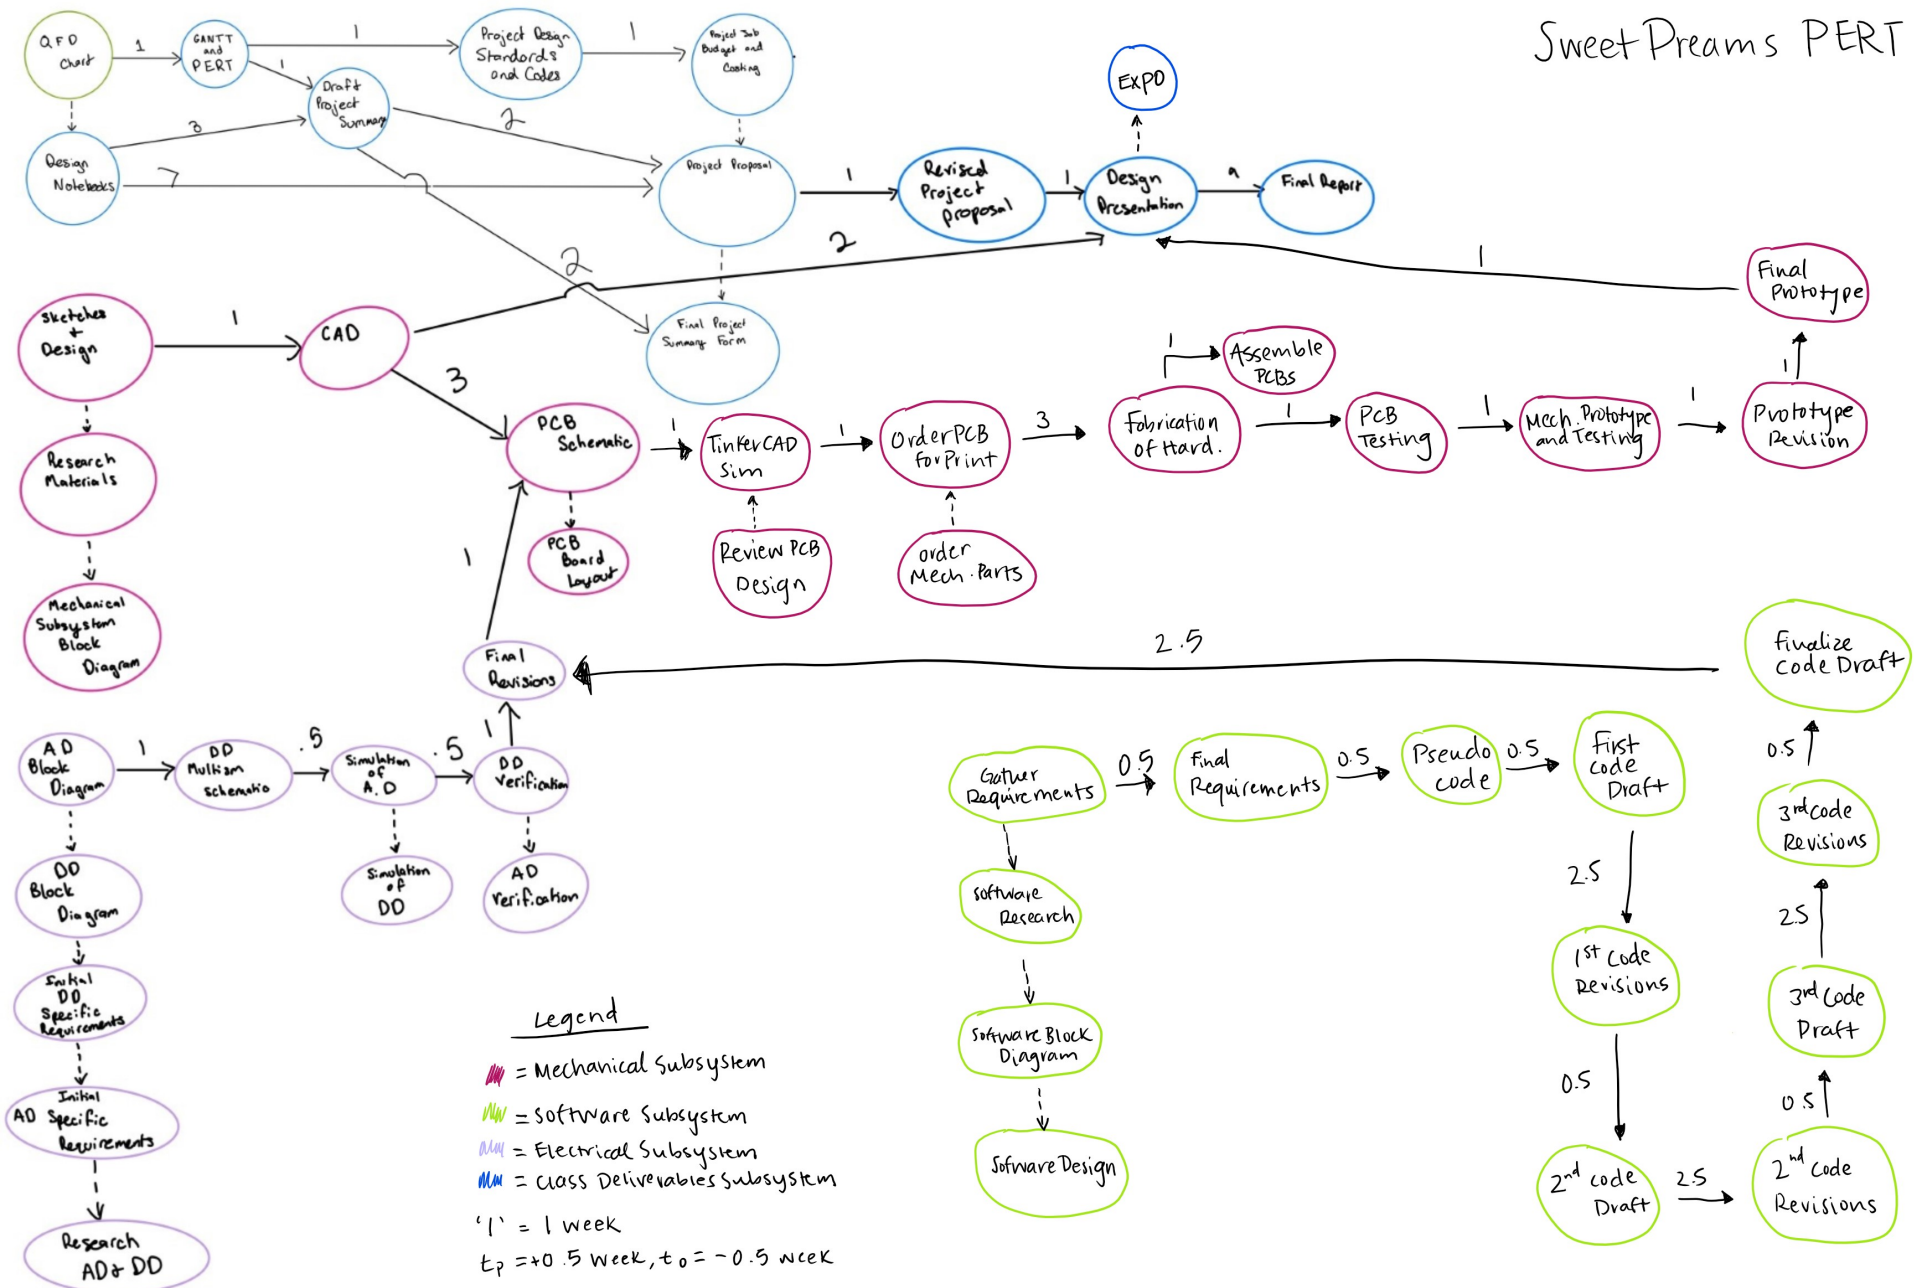 Sweet Dreams PERT
QFD
Chart
1
GANTT
and
PERT
1
Project Design
Standards
and Codes
1
Project Job
Budget and
Costing
1
Draft
Project
Summary
3
2
Design
Notebooks
7
Project Proposal
1
Revised
Project
Proposal
1
Design
Presentation
Final Report
EXPO
2
2
Final Project
Summary Form
Sketches
+
Design
1
CAD
3
1
Final
Prototype
Research
Materials
Mechanical
Subsystem
Block
Diagram
PCB
Schematic
1
TinkerCAD
Sim
1
Order PCB
for Print
3
Fabrication
of Hard.
1
Assemble
PCBs
1
PCB
Testing
1
Mech. Prototype
and Testing
1
Prototype
Revision
1
PCB
Board
Layout
Review PCB
Design
order
Mech. Parts
1
Final
Revisions
2.5
Finalize
code Draft
AD
Block
Diagram
1
DD
Multism
schematic
.5
Simulation
of
A.D
.5
DD
verification
1
DD
Block
Diagram
Simulation
of
DD
AD
verification
Initial
DD
Specific
Requirements
Initial
AD Specific
Requirements
Research
AD & DD
Gather
Requirements
0.5
Final
Requirements
0.5
Pseudo
code
0.5
First
code
Draft
2.5
1st Code
Revisions
0.5
2nd code
Draft
2.5
2nd Code
Revisions
0.5
3rd Code
Draft
2.5
3rd Code
Revisions
0.5
Software
Research
Software Block
Diagram
Sofware Design
Legend
= Mechanical Subsystem
= Software Subsystem
= Electrical Subsystem
= Class Deliverables Subsystem
'1' = 1 week
tp = +0.5 week, to = -0.5 week